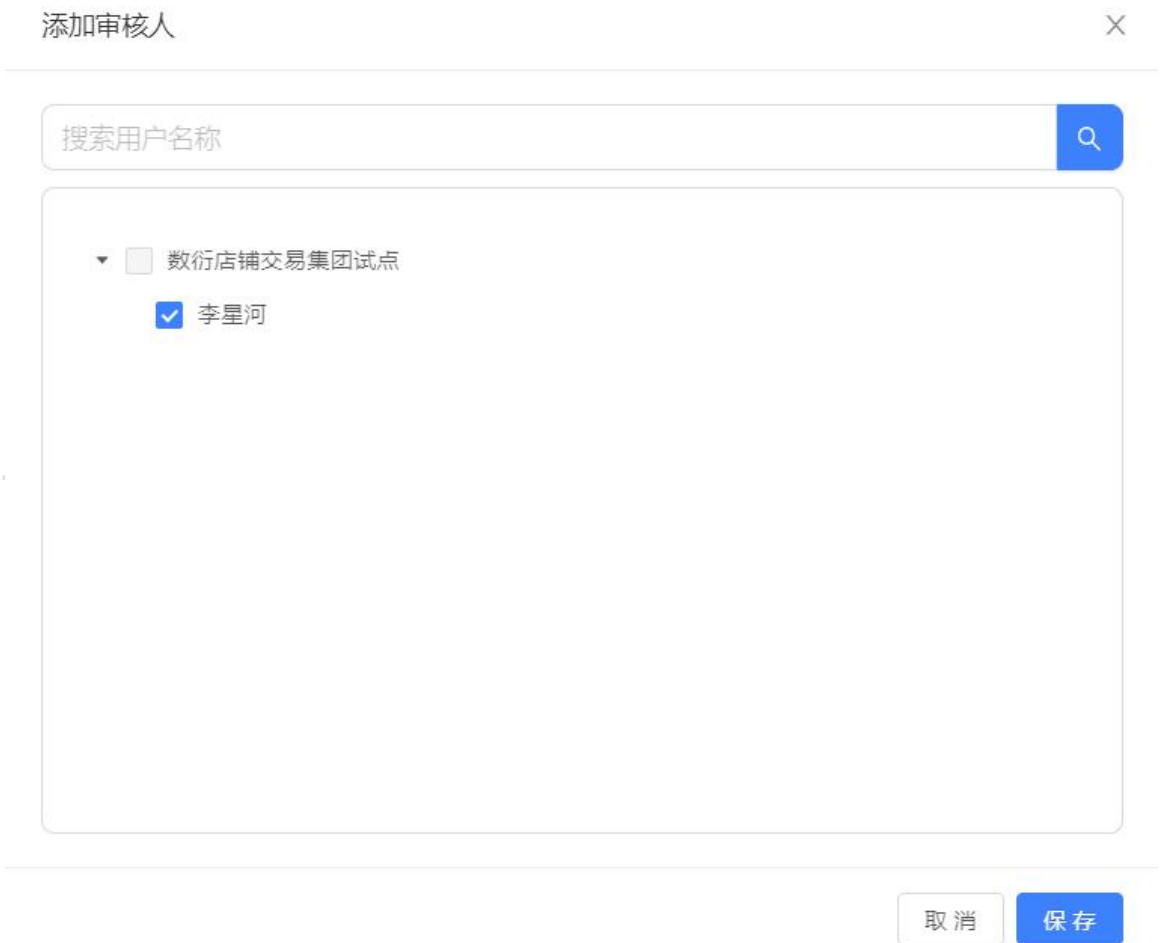 添加审核人
搜索用户名称
数衍店铺交易集团试点
李星河
取消
保存